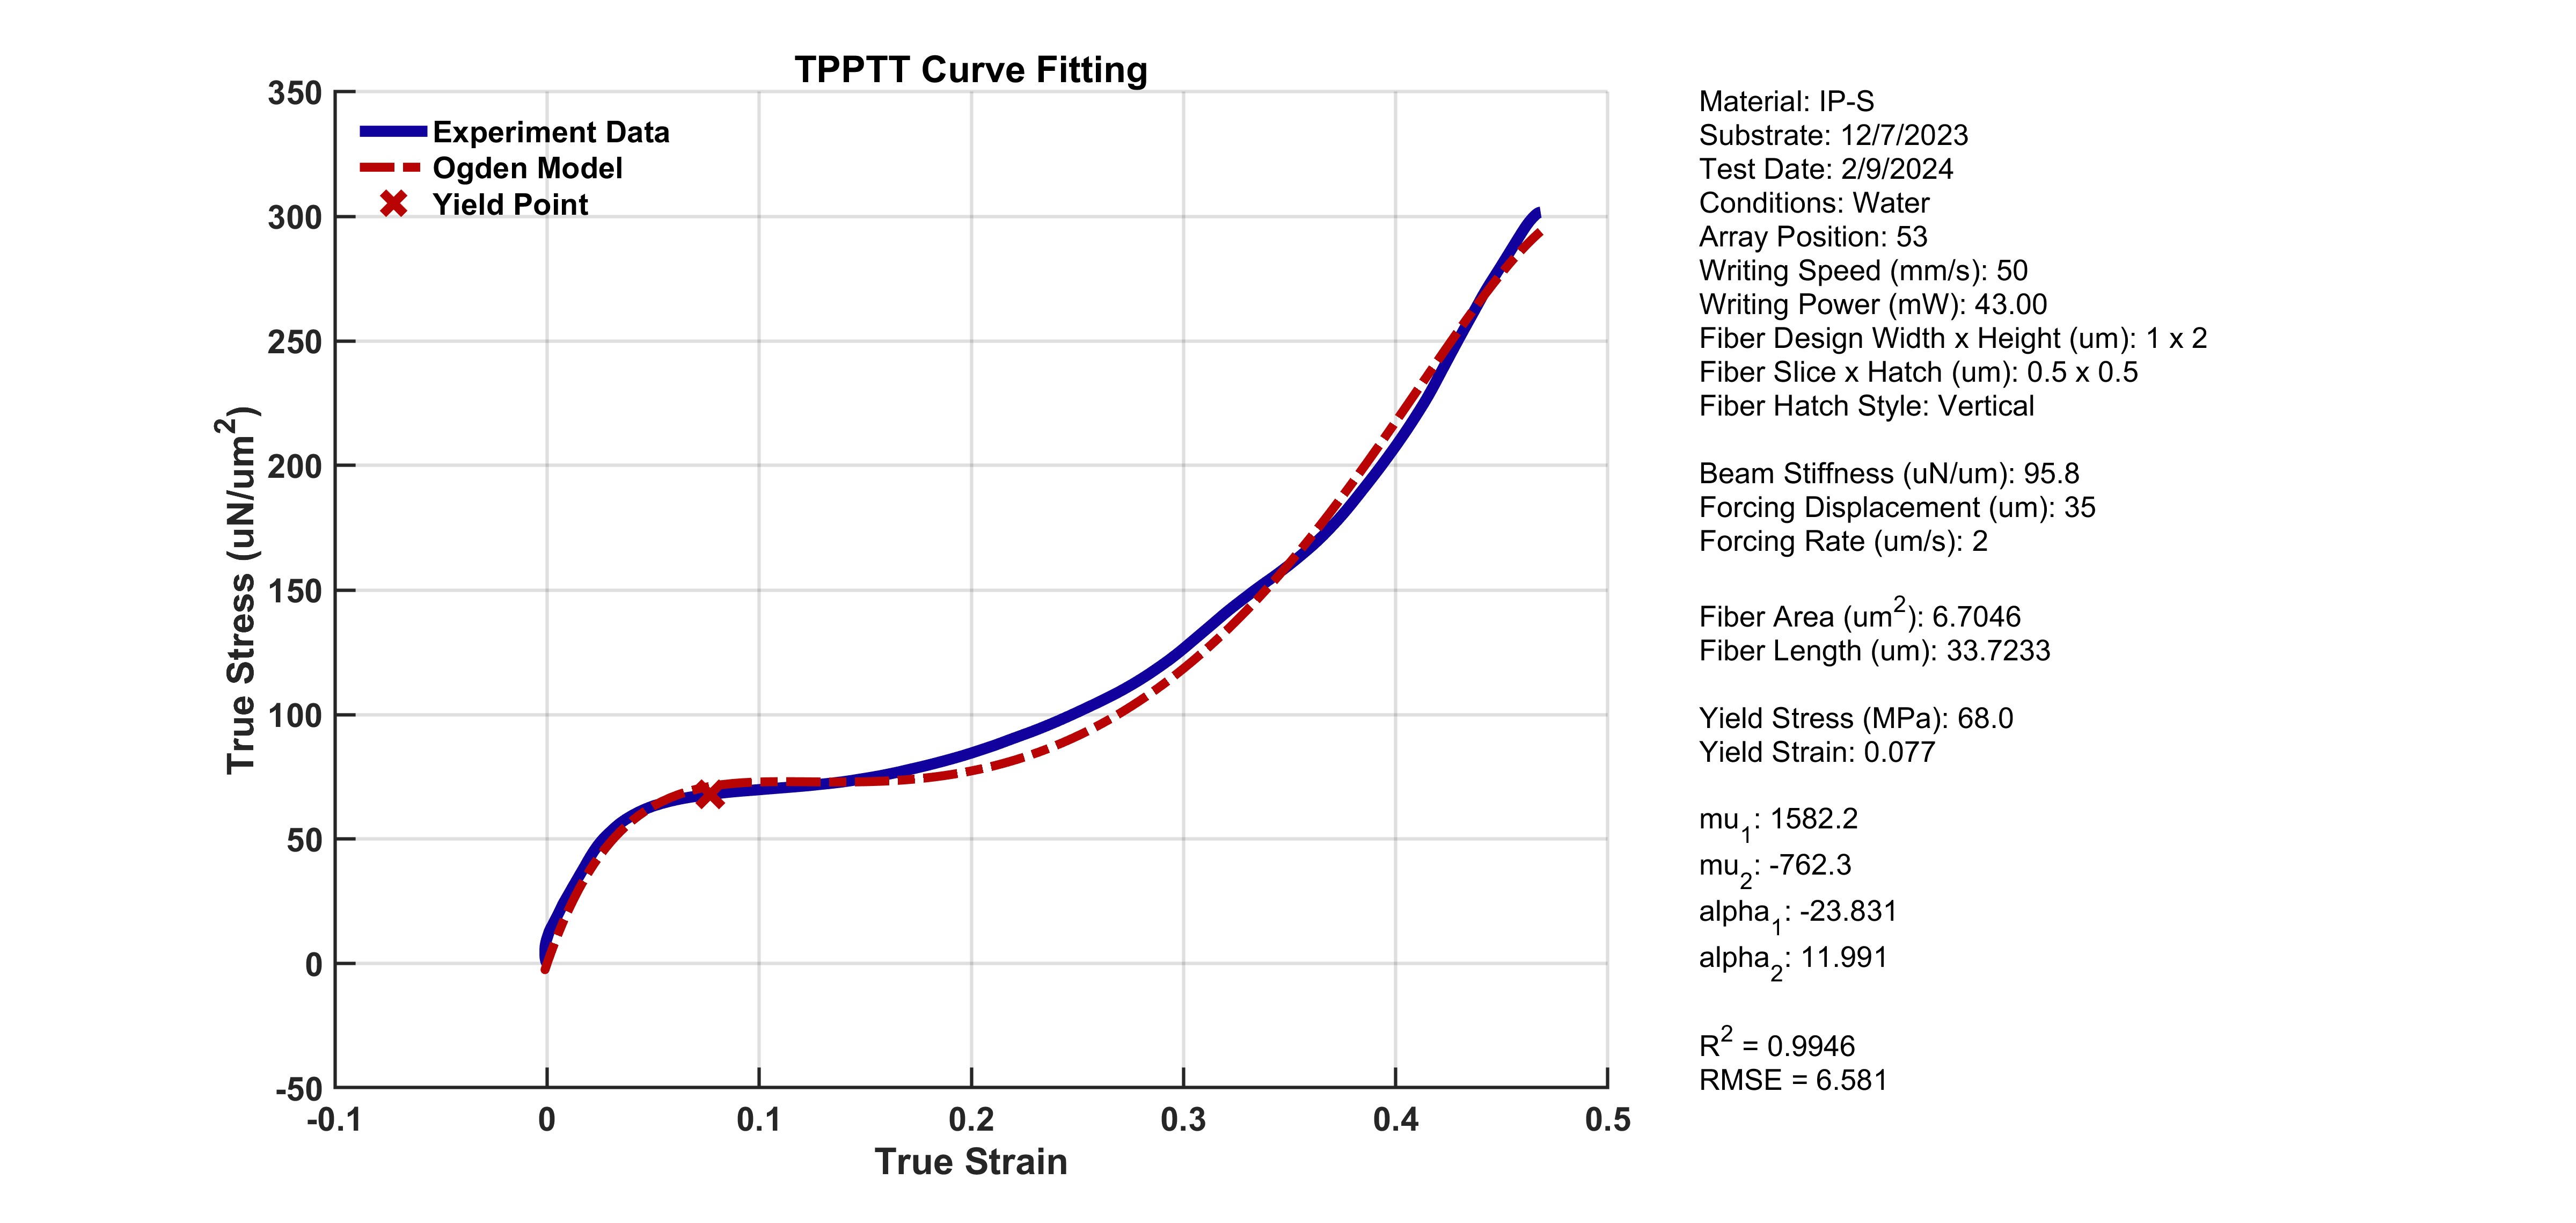 TPPTT Curve Fitting
350
300
250
200
150
100
50
0
-50
-0.1
0
0.1
0.2
0.3
0.4
0.5
True Stress (uN/um²)
True Strain
Experiment Data
Ogden Model
Yield Point
Material: IP-S
Substrate: 12/7/2023
Test Date: 2/9/2024
Conditions: Water
Array Position: 53
Writing Speed (mm/s): 50
Writing Power (mW): 43.00
Fiber Design Width x Height (um): 1 x 2
Fiber Slice x Hatch (um): 0.5 x 0.5
Fiber Hatch Style: Vertical
Beam Stiffness (uN/um): 95.8
Forcing Displacement (um): 35
Forcing Rate (um/s): 2
Fiber Area (um²): 6.7046
Fiber Length (um): 33.7233
Yield Stress (MPa): 68.0
Yield Strain: 0.077
mu₁: 1582.2
mu₂: -762.3
alpha₁: -23.831
alpha₂: 11.991
R² = 0.9946
RMSE = 6.581